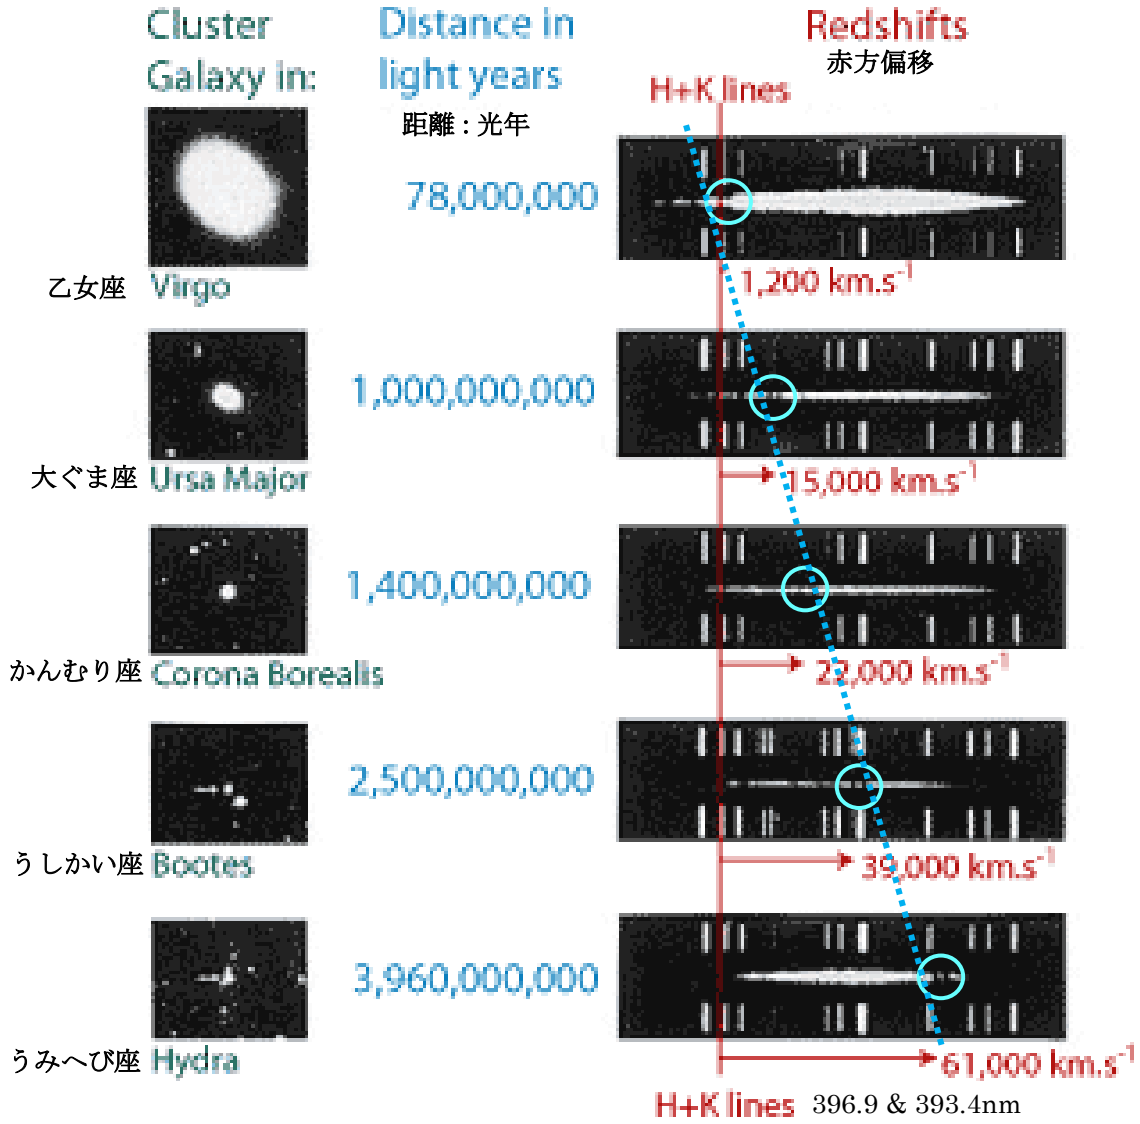 Cluster
Galaxy in:
Distance in
light years
距離 : 光年
Redshifts
赤方偏移
H+K lines
78,000,000
乙女座 Virgo
1,200 km.s-1
1,000,000,000
大ぐま座 Ursa Major
15,000 km.s-1
1,400,000,000
かんむり座 Corona Borealis
22,000 km.s-1
2,500,000,000
うしかい座 Bootes
39,000 km.s-1
3,960,000,000
うみへび座 Hydra
61,000 km.s-1
H+K lines 396.9 & 393.4nm